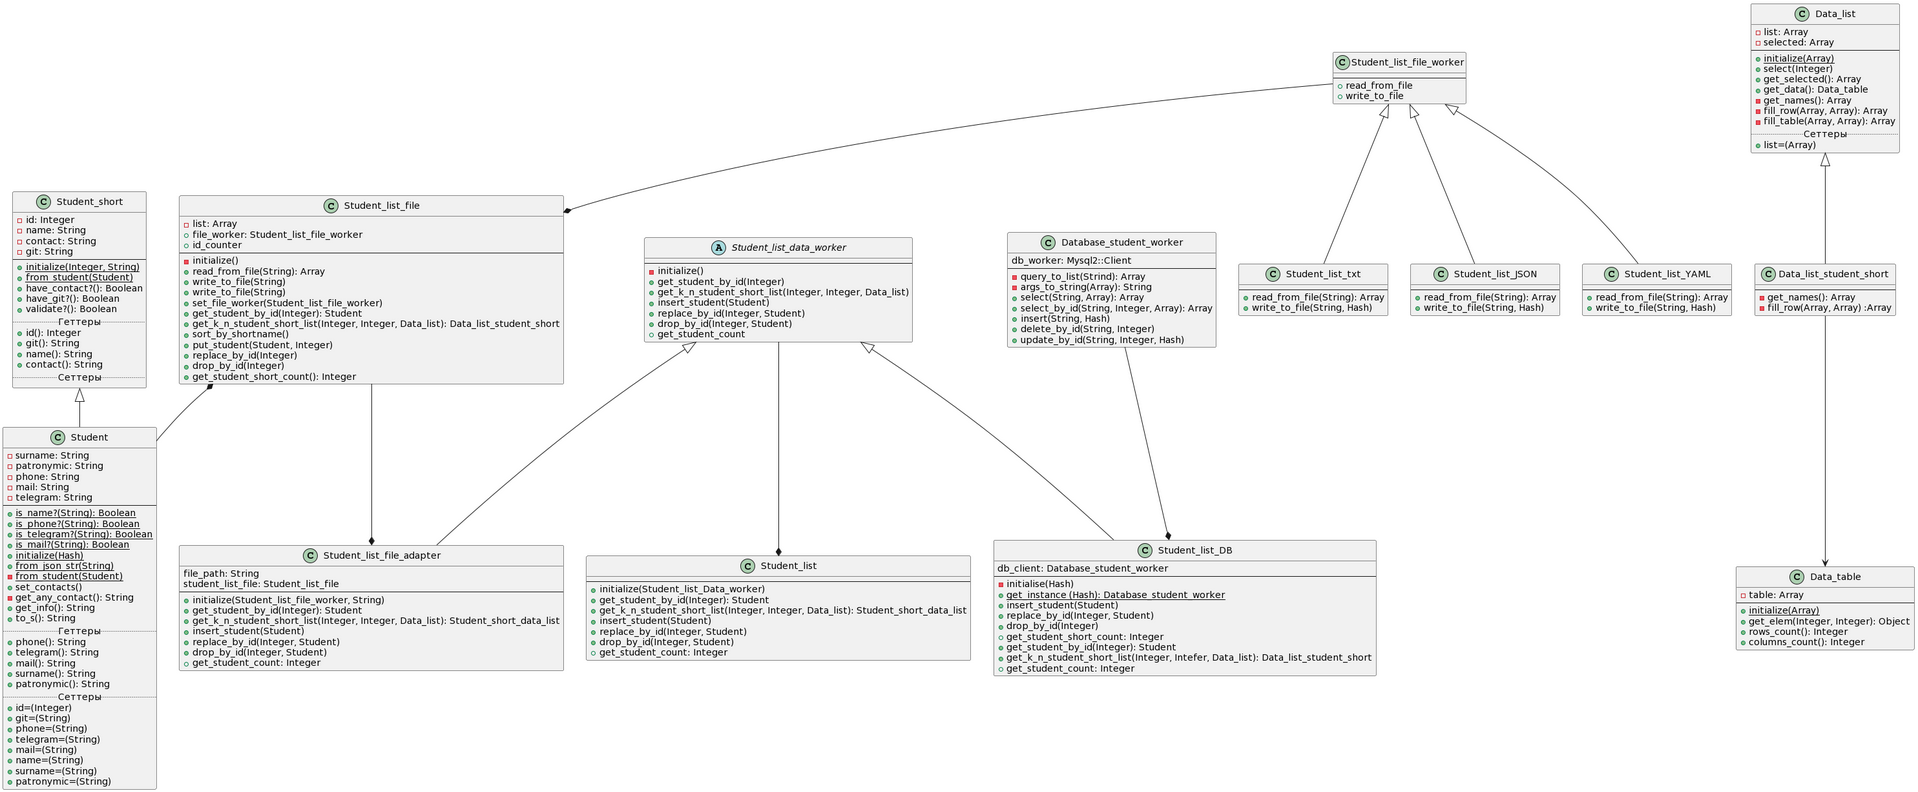 Student_short
id: Integer
name: String
contact: String
git: String
initialize(Integer, String)
from_student(Student)
have_contact?(): Boolean
have_git?(): Boolean
validate?(): Boolean
Геттеры
id(): Integer
git(): String
name(): String
contact(): String
Сеттеры
Student
surname: String
patronymic: String
phone: String
mail: String
telegram: String
is_name?(String): Boolean
is_phone?(String): Boolean
is_telegram?(String): Boolean
is_mail?(String): Boolean
initialize(Hash)
from_json_str(String)
from_student(Student)
set_contacts()
get_any_contact(): String
get_info(): String
to_s(): String
Геттеры
phone(): String
telegram(): String
mail(): String
surname(): String
patronymic(): String
Сеттеры
id=(Integer)
git=(String)
phone=(String)
telegram=(String)
mail=(String)
name=(String)
surname=(String)
patronymic=(String)
Student_list_file
list: Array
file_worker: Student_list_file_worker
id_counter
initialize()
read_from_file(String): Array
write_to_file(String)
write_to_file(String)
set_file_worker(Student_list_file_worker)
get_student_by_id(Integer): Student
get_k_n_student_short_list(Integer, Integer, Data_list): Data_list_student_short
sort_by_shortname()
put_student(Student, Integer)
replace_by_id(Integer)
drop_by_id(Integer)
get_student_short_count(): Integer
Student_list_file_adapter
file_path: String
student_list_file: Student_list_file
initialize(Student_list_file_worker, String)
get_student_by_id(Integer): Student
get_k_n_student_short_list(Integer, Integer, Data_list): Student_short_data_list
insert_student(Student)
replace_by_id(Integer, Student)
drop_by_id(Integer, Student)
get_student_count: Integer
Student_list_data_worker
initialize()
get_student_by_id(Integer)
get_k_n_student_short_list(Integer, Integer, Data_list)
insert_student(Student)
replace_by_id(Integer, Student)
drop_by_id(Integer, Student)
get_student_count
Student_list
initialize(Student_list_Data_worker)
get_student_by_id(Integer): Student
get_k_n_student_short_list(Integer, Integer, Data_list): Student_short_data_list
insert_student(Student)
replace_by_id(Integer, Student)
drop_by_id(Integer, Student)
get_student_count: Integer
Database_student_worker
db_worker: Mysql2::Client
query_to_list(Strind): Array
args_to_string(Array): String
select(String, Array): Array
select_by_id(String, Integer, Array): Array
insert(String, Hash)
delete_by_id(String, Integer)
update_by_id(String, Integer, Hash)
Student_list_DB
db_client: Database_student_worker
initialise(Hash)
get_instance (Hash): Database_student_worker
insert_student(Student)
replace_by_id(Integer, Student)
drop_by_id(Integer)
get_student_short_count: Integer
get_student_by_id(Integer): Student
get_k_n_student_short_list(Integer, Intefer, Data_list): Data_list_student_short
get_student_count: Integer
Student_list_file_worker
read_from_file
write_to_file
Student_list_txt
read_from_file(String): Array
write_to_file(String, Hash)
Student_list_JSON
read_from_file(String): Array
write_to_file(String, Hash)
Student_list_YAML
read_from_file(String): Array
write_to_file(String, Hash)
Data_list
list: Array
selected: Array
initialize(Array)
select(Integer)
get_selected(): Array
get_data(): Data_table
get_names(): Array
fill_row(Array, Array): Array
fill_table(Array, Array): Array
Сеттеры
list=(Array)
Data_list_student_short
get_names(): Array
fill_row(Array, Array) :Array
Data_table
table: Array
initialize(Array)
get_elem(Integer, Integer): Object
rows_count(): Integer
columns_count(): Integer